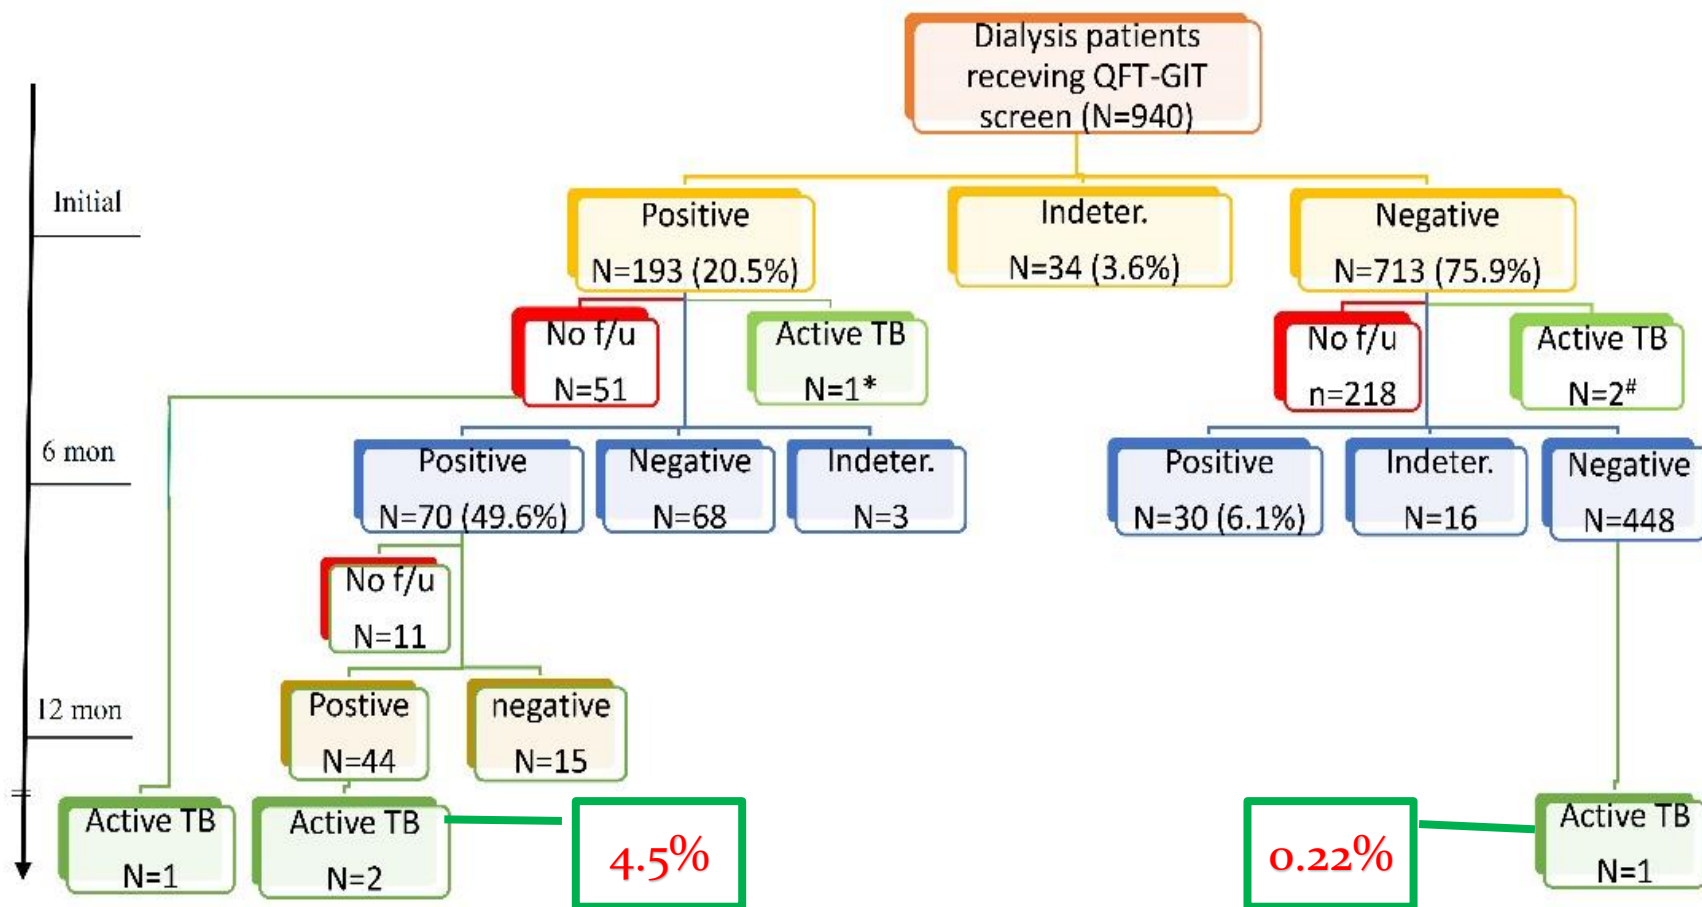 Dialysis patients
receving QFT-GIT
screen (N=940)
Initial
Positive
N=193 (20.5%)
Indeter.
N=34 (3.6%)
Negative
N=713 (75.9%)
No f/u
N=51
Active TB
N=1*
No f/u
n=218
Active TB
N=2#
6 mon
Positive
N=70 (49.6%)
Negative
N=68
Indeter.
N=3
Positive
N=30 (6.1%)
Indeter.
N=16
Negative
N=448
No f/u
N=11
12 mon
Postive
N=44
negative
N=15
Active TB
N=1
Active TB
N=2
4.5%
0.22%
Active TB
N=1